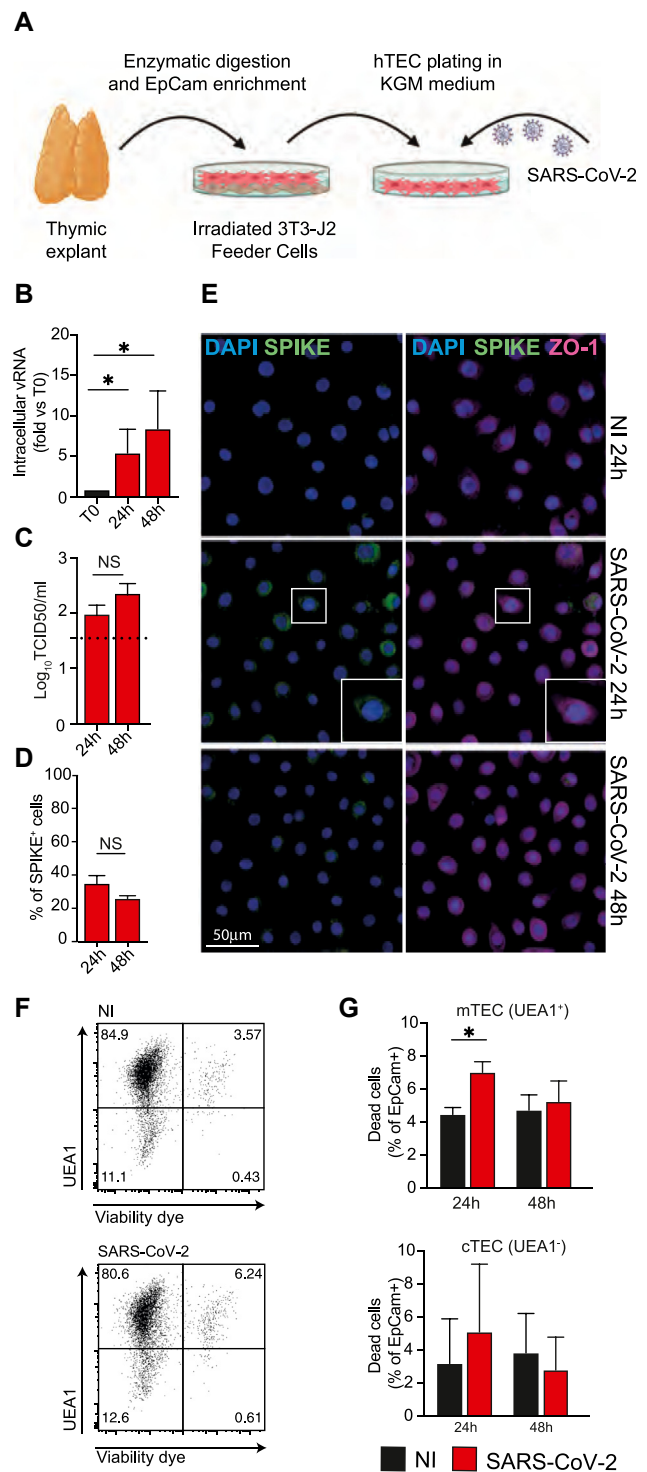 A
Enzymatic digestion
and EpCam enrichment
hTEC plating in
KGM medium
SARS-CoV-2
Thymic
explant
Irradiated 3T3-J2
Feeder Cells
B
Intracellular vRNA
(fold vs T0)
20
15
10
5
0
*
*
T0
24h
48h
C
Log₁₀TCID50/ml
3
2
1
0
NS
24h
48h
D
% of SPIKE⁺ cells
100
80
60
40
20
0
NS
24h
48h
E
DAPI SPIKE
DAPI SPIKE ZO-1
NI 24h
SARS-CoV-2 24h
SARS-CoV-2 48h
50μm
F
NI
84.9
3.57
11.1
0.43
UEA1
Viability dye
SARS-CoV-2
80.6
6.24
12.6
0.61
UEA1
Viability dye
G
mTEC (UEA1⁺)
Dead cells
(% of EpCam+)
10
8
6
4
2
0
*
24h
48h
cTEC (UEA1⁻)
Dead cells
(% of EpCam+)
10
8
6
4
2
0
24h
48h
NI
SARS-CoV-2